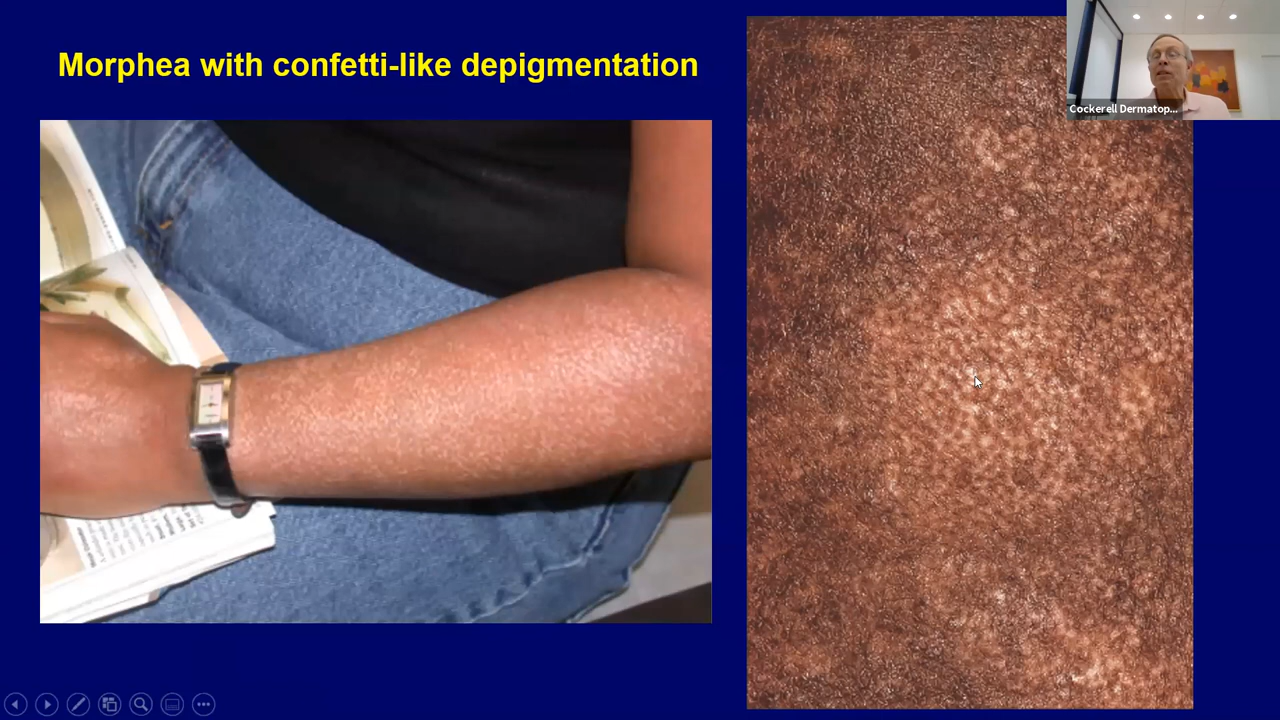 Morphea with confetti-like depigmentation
Cockerell Dermatop...